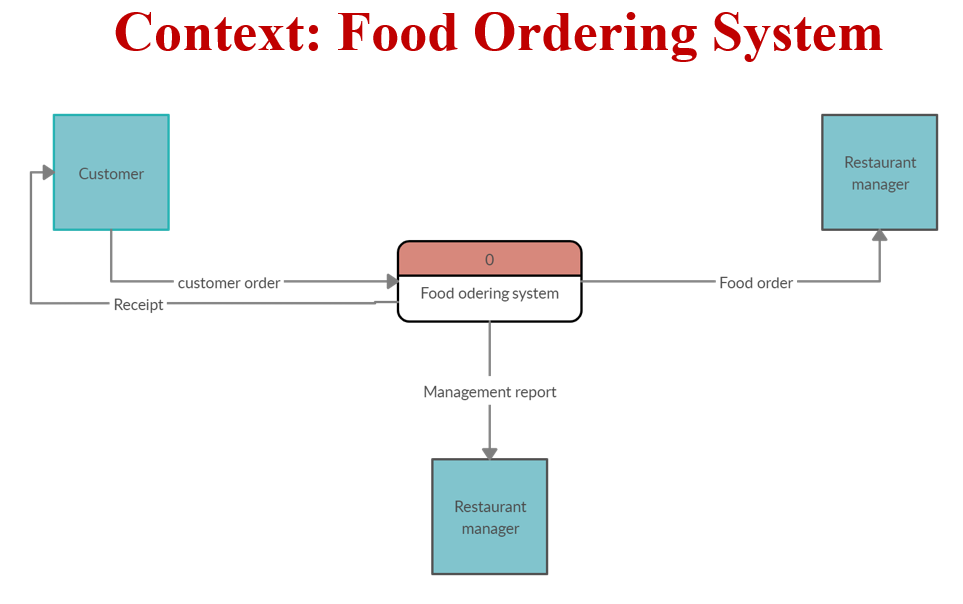 Context: Food Ordering System
Customer
Restaurant
manager
0
Food odering system
customer order
Food order
Receipt
Management report
Restaurant
manager